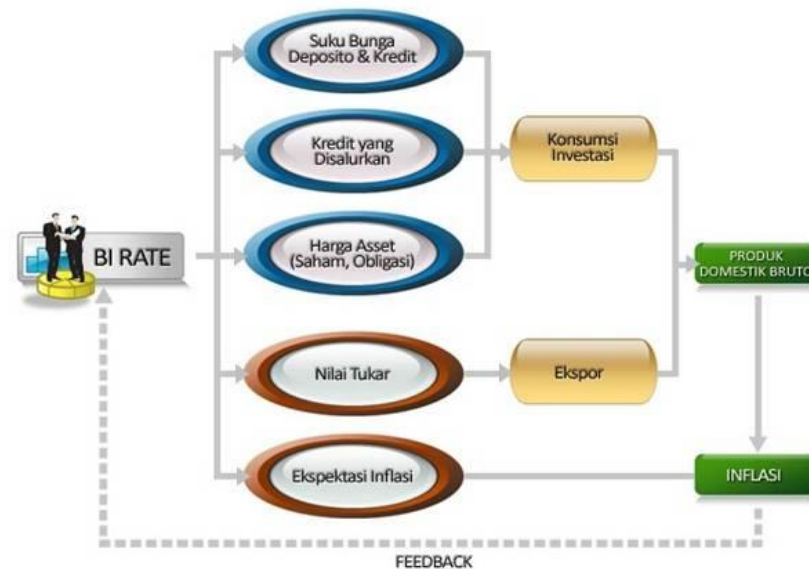 Suku Bunga
Deposito & Kredit
Kredit yang
Disalurkan
Konsumsi
Investasi
BI RATE
Harga Asset
(Saham, Obligasi)
PRODUK
DOMESTIK BRUTO
Nilai Tukar
Ekspor
Ekspektasi Inflasi
INFLASI
FEEDBACK